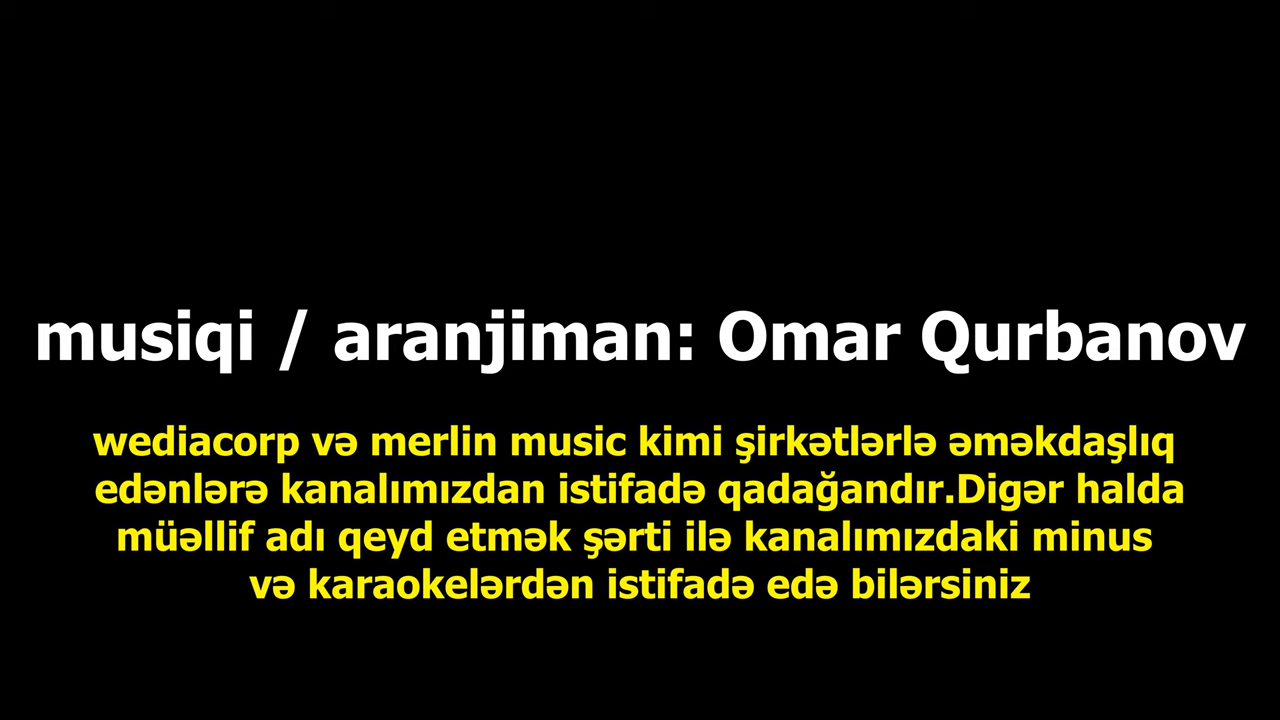 musiqi / aranjiman: Omar Qurbanov
wediacorp və merlin music kimi şirkətlərlə əməkdaşlıq
edənlərə kanalımızdan istifadə qadağandır.Digər halda
müəllif adı qeyd etmək şərti ilə kanalımızdaki minus
və karaokelərdən istifadə edə bilərsiniz